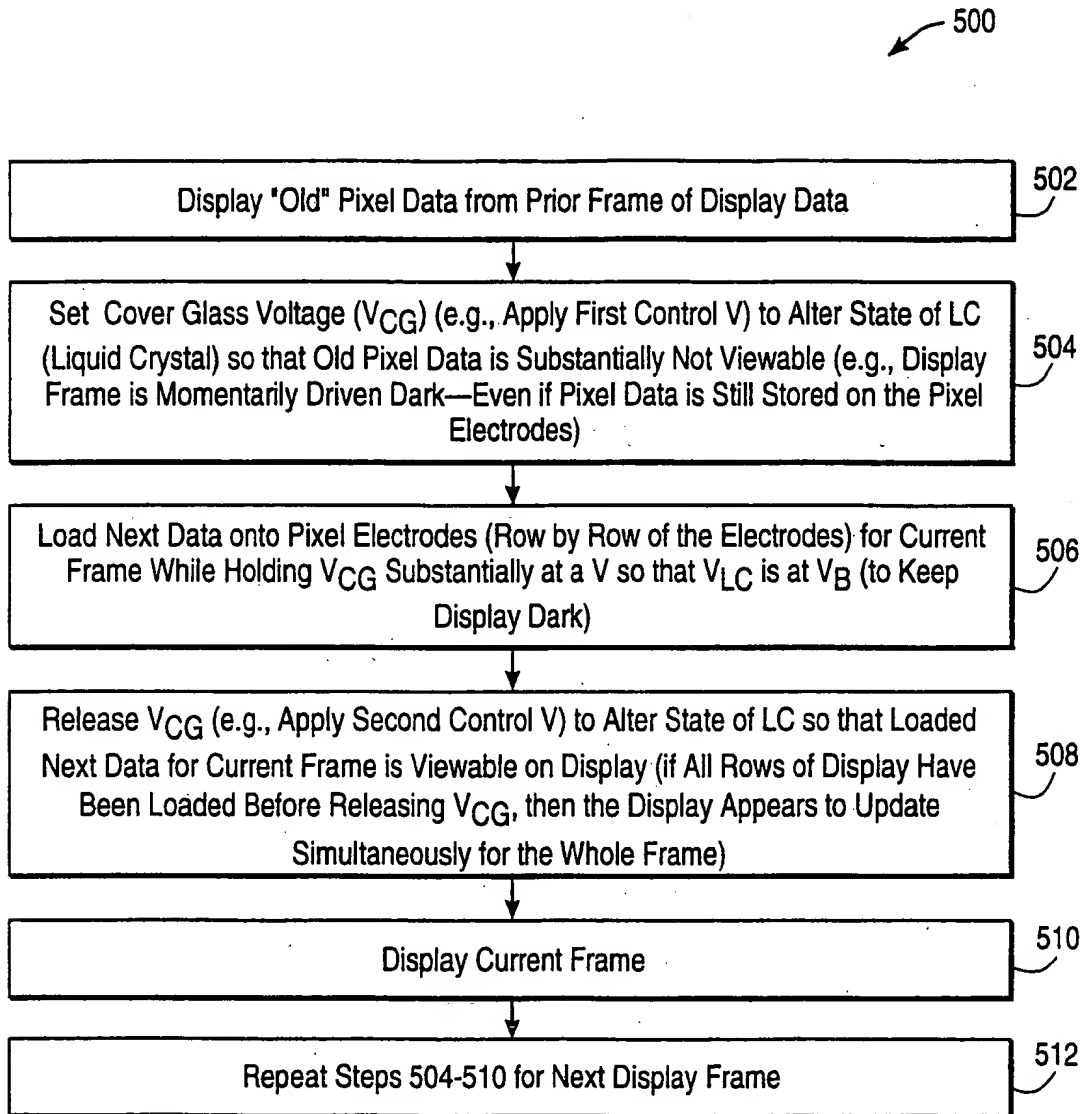 500
Display "Old" Pixel Data from Prior Frame of Display Data
502
Set Cover Glass Voltage (VCG) (e.g., Apply First Control V) to Alter State of LC
(Liquid Crystal) so that Old Pixel Data is Substantially Not Viewable (e.g., Display
Frame is Momentarily Driven Dark—Even if Pixel Data is Still Stored on the Pixel
Electrodes)
504
Load Next Data onto Pixel Electrodes (Row by Row of the Electrodes) for Current
Frame While Holding VCG Substantially at a V so that VLC is at VB (to Keep
Display Dark)
506
Release VCG (e.g., Apply Second Control V) to Alter State of LC so that Loaded
Next Data for Current Frame is Viewable on Display (if All Rows of Display Have
Been Loaded Before Releasing VCG, then the Display Appears to Update
Simultaneously for the Whole Frame)
508
Display Current Frame
510
Repeat Steps 504-510 for Next Display Frame
512